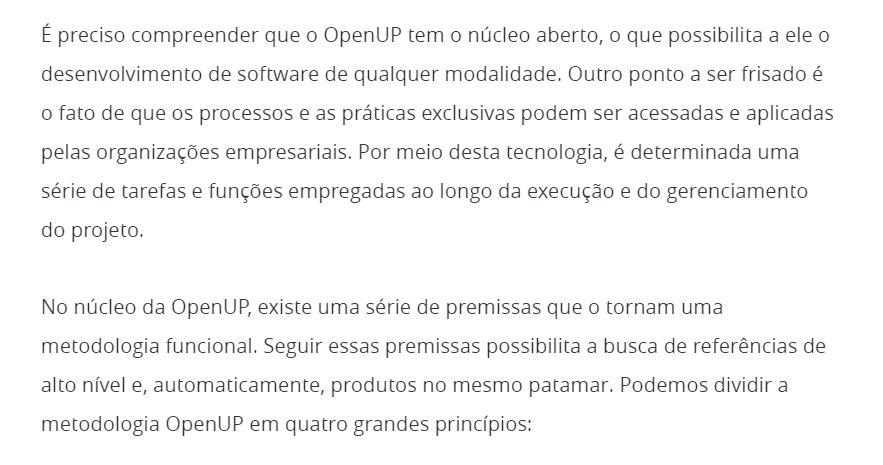 É preciso compreender que o OpenUP tem o núcleo aberto, o que possibilita a ele o
desenvolvimento de software de qualquer modalidade. Outro ponto a ser frisado é
o fato de que os processos e as práticas exclusivas podem ser acessadas e aplicadas
pelas organizações empresariais. Por meio desta tecnologia, é determinada uma
série de tarefas e funções empregadas ao longo da execução e do gerenciamento
do projeto.
No núcleo da OpenUP, existe uma série de premissas que o tornam uma
metodologia funcional. Seguir essas premissas possibilita a busca de referências de
alto nível e, automaticamente, produtos no mesmo patamar. Podemos dividir a
metodologia OpenUP em quatro grandes princípios: